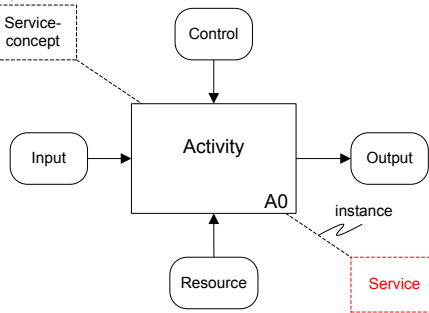 Service-
concept
Control
Input
Activity
Output
A0
instance
Resource
Service